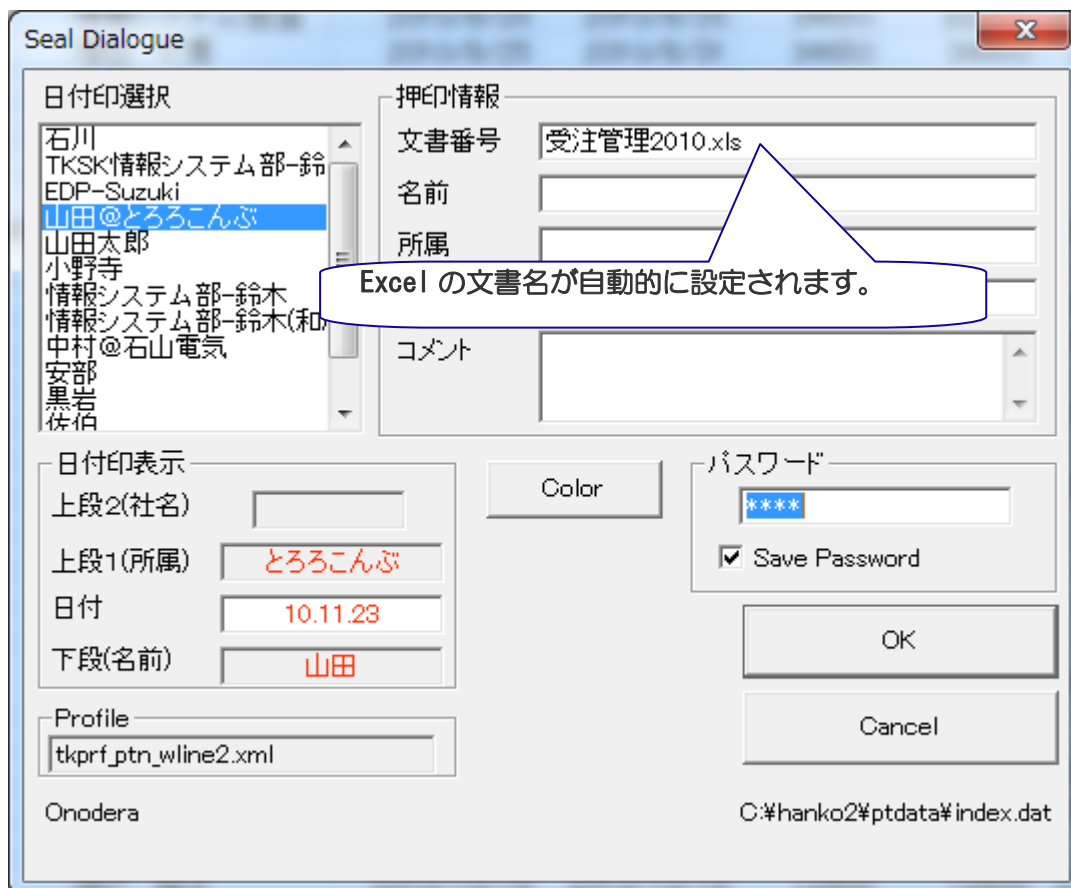 Seal Dialogue
日付印選択
石川
TKSK情報システム部-鈴
EDP-Suzuki
山田@とろろこんぶ
山田太郎
小野寺
情報システム部-鈴木
情報システム部-鈴木(和
中村@石山電気
安部
黒岩
佐伯
押印情報
文書番号 受注管理2010.xls
名前
所属
Excel の文書名が自動的に設定されます。
コメント
日付印表示
上段2(社名)
上段1(所属) とろろこんぶ
日付 10.11.23
下段(名前) 山田
Color
パスワード
****
Save Password
OK
Cancel
Profile
tkprf_ptn_wline2.xml
Onodera
C:¥hanko2¥ptdata¥index.dat